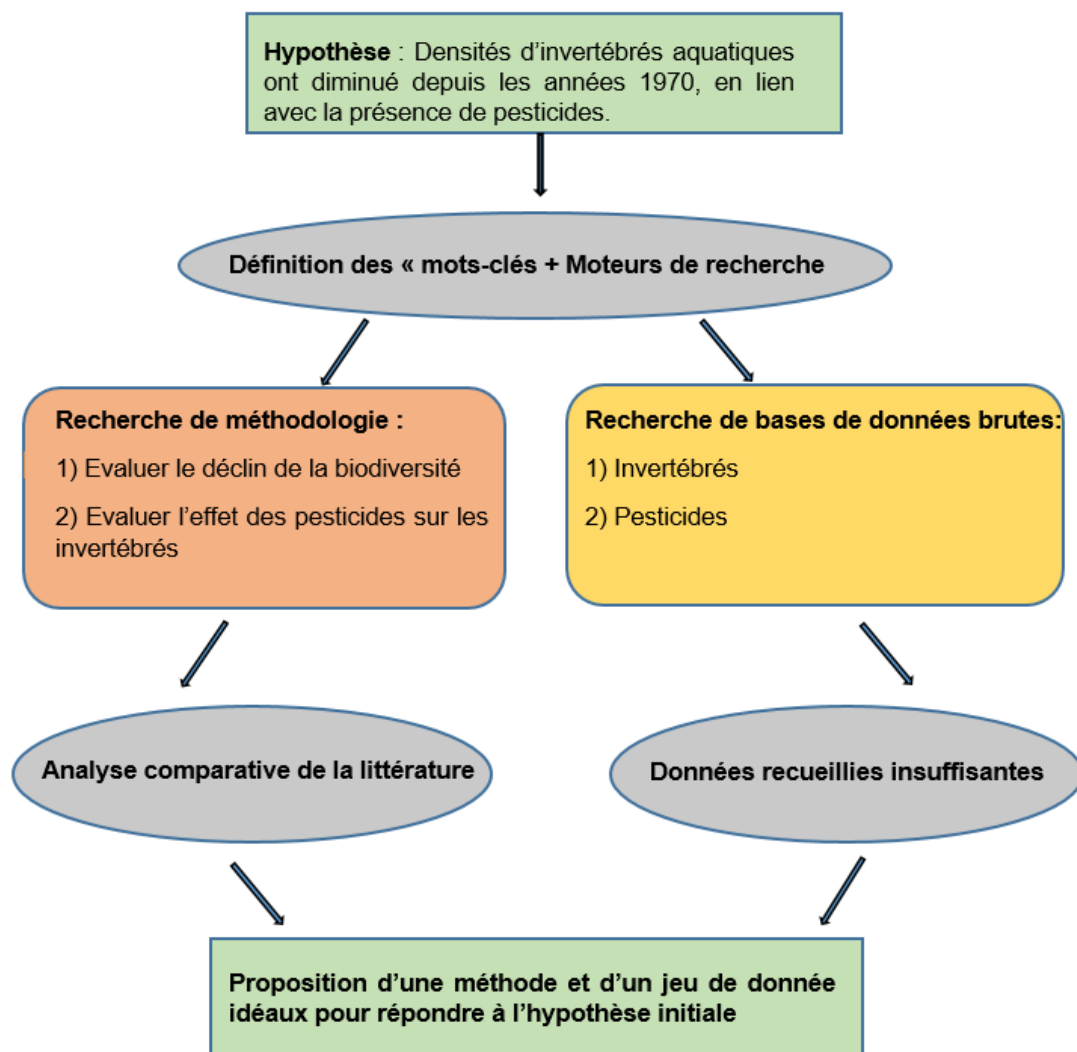 Hypothèse : Densités d’invertébrés aquatiques
ont diminué depuis les années 1970, en lien
avec la présence de pesticides.
Définition des « mots-clés + Moteurs de recherche
Recherche de méthodologie :
1) Evaluer le déclin de la biodiversité
2) Evaluer l’effet des pesticides sur les
invertébrés
Recherche de bases de données brutes:
1) Invertébrés
2) Pesticides
Analyse comparative de la littérature
Données recueillies insuffisantes
Proposition d’une méthode et d’un jeu de donnée
idéaux pour répondre à l’hypothèse initiale